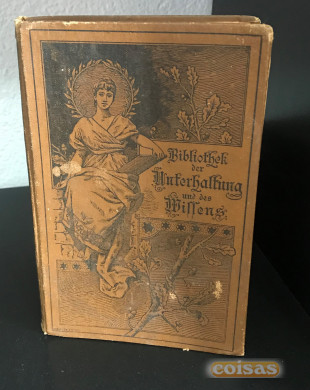 Bibliothek
der
Unterhaltung
und des
Wissens.
coisas